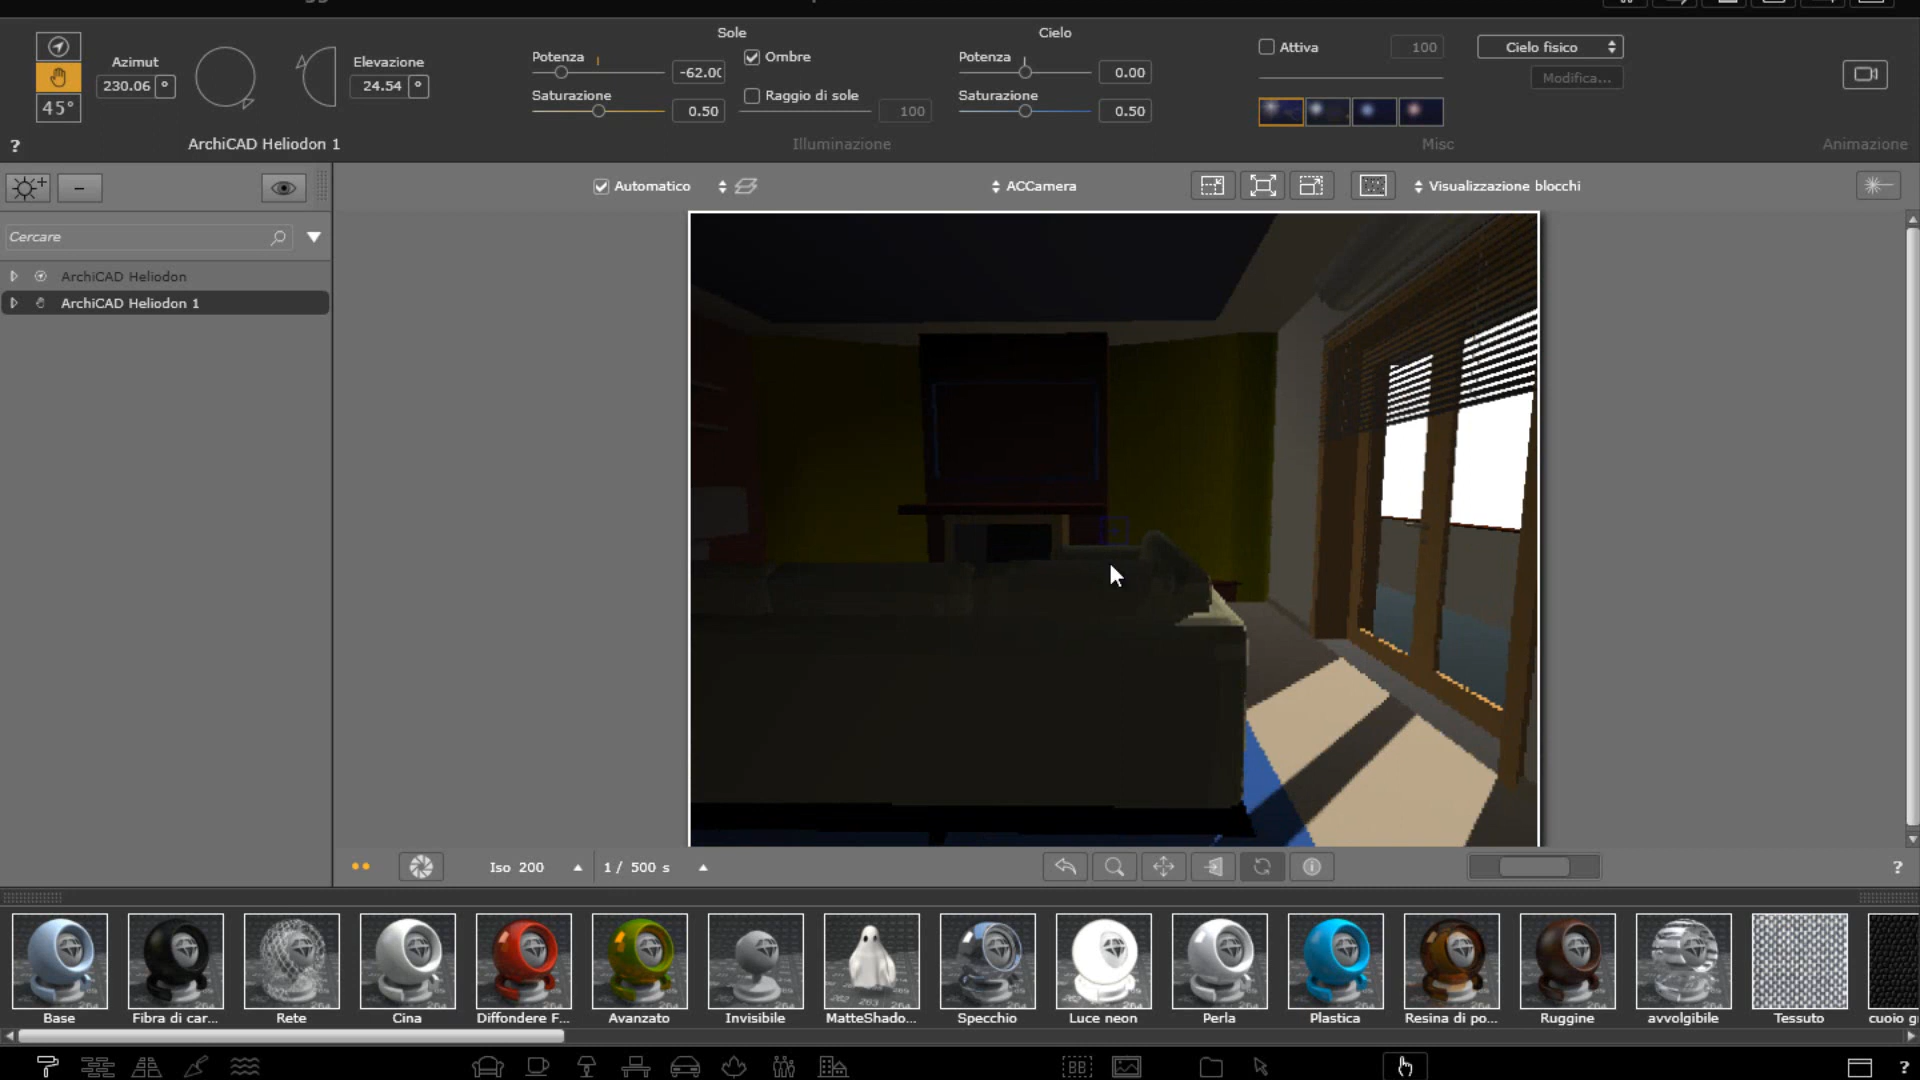 Sole
Cielo
Azimut
230.06 °
Elevazione
24.54 °
45°
Potenza
-62.00
Ombre
Saturazione
0.50
Raggio di sole
100
Potenza
0.00
Saturazione
0.50
Attiva
100
Cielo fisico
Modifica...
?
ArchiCAD Heliodon 1
Illuminazione
Misc
Animazione
Automatico
ACCamera
Visualizzazione blocchi
Cercare
ArchiCAD Heliodon
ArchiCAD Heliodon 1
Iso 200
1 / 500 s
?
Base
Fibra di car...
Rete
Cina
Diffondere F...
Avanzato
Invisibile
MatteShado...
Specchio
Luce neon
Perla
Plastica
Resina di po...
Ruggine
avvolgibile
Tessuto
cuoio g
BB
?